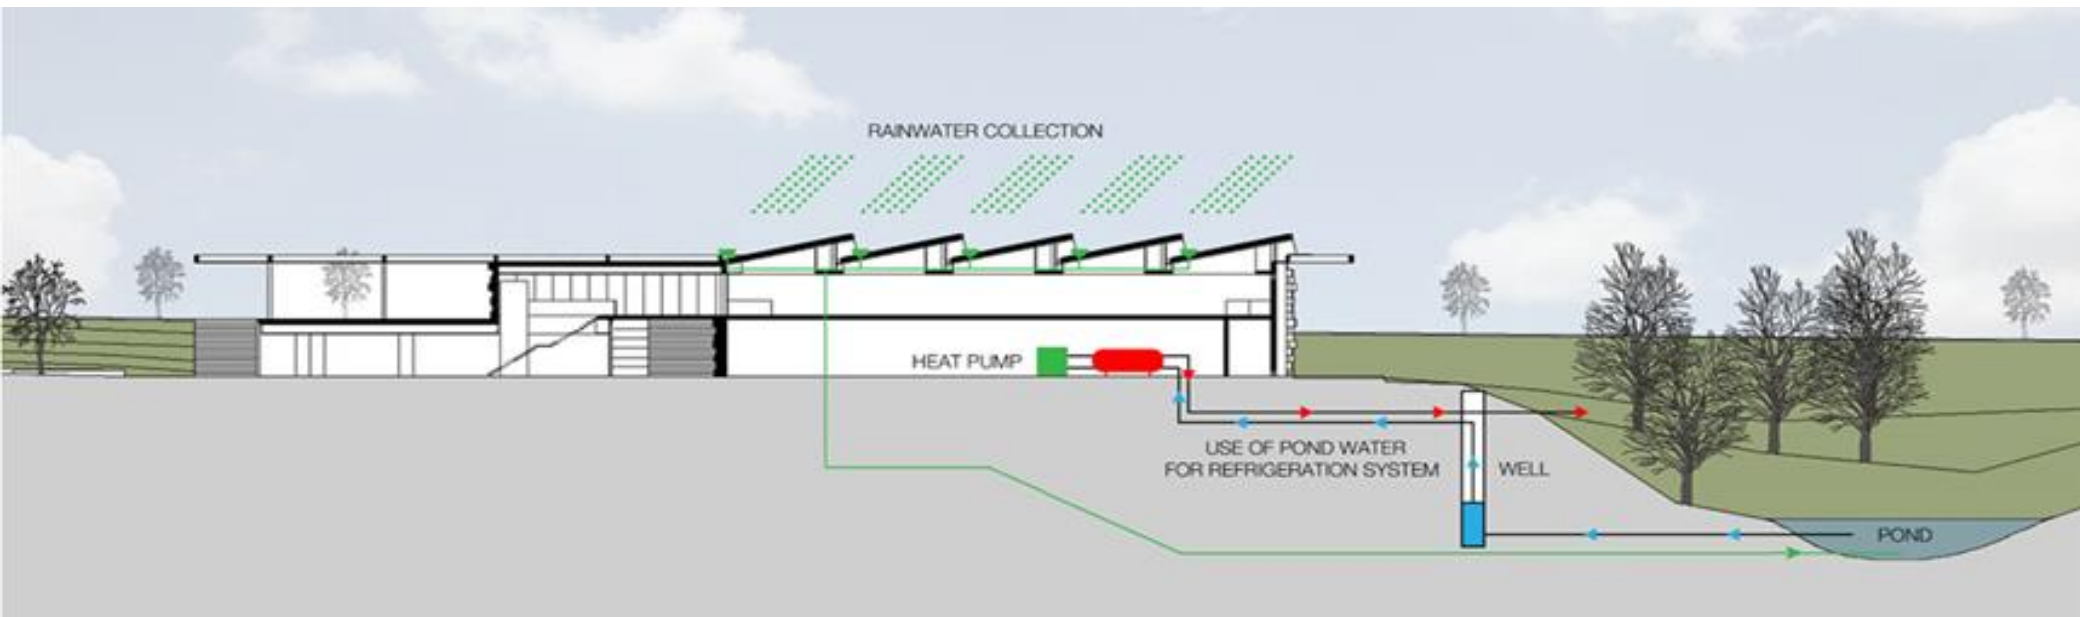 RAINWATER COLLECTION
HEAT PUMP
USE OF POND WATER
FOR REFRIGERATION SYSTEM
WELL
POND